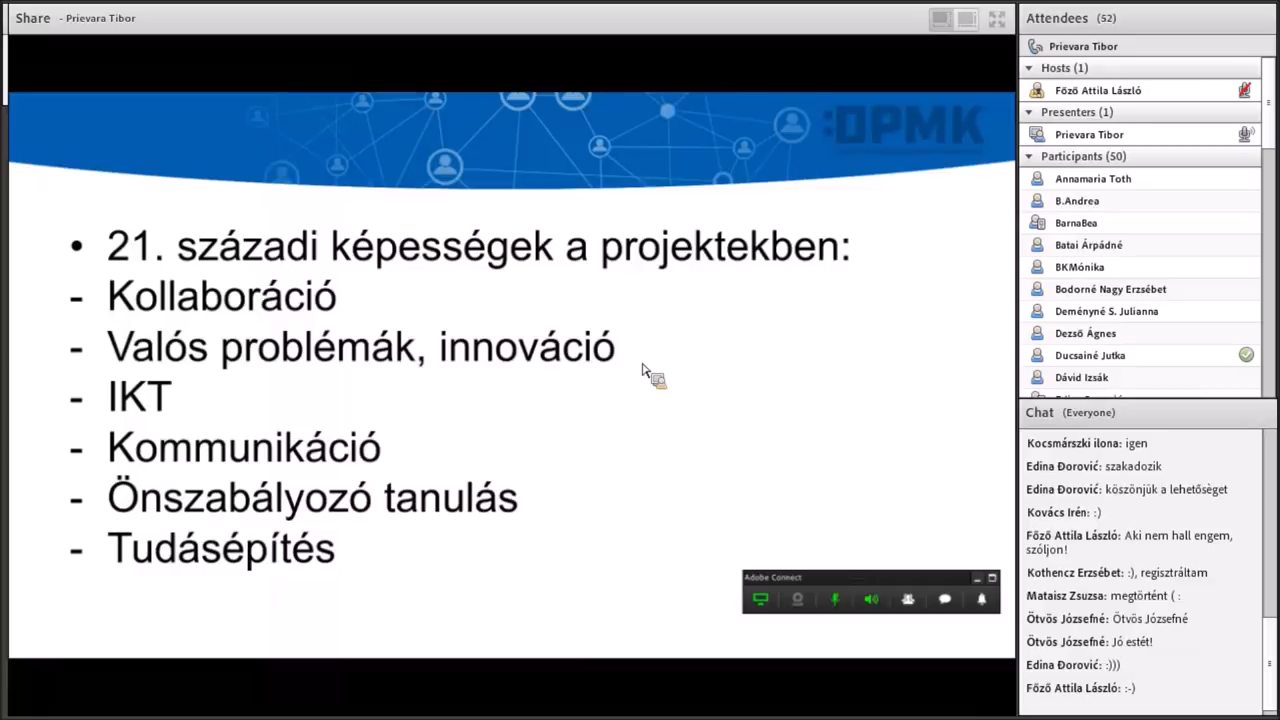 Share - Prievara Tibor
:OPMK
• 21. századi képességek a projektekben:
- Kollaboráció
- Valós problémák, innováció
- IKT
- Kommunikáció
- Önszabályozó tanulás
- Tudásépítés
Adobe Connect
Attendees (52)
Prievara Tibor
Hosts (1)
Főző Attila László
Presenters (1)
Prievara Tibor
Participants (50)
Annamaria Toth
B.Andrea
BarnaBea
Batai Árpádné
BKMónika
Bodorné Nagy Erzsébet
Deményné S. Julianna
Dezső Ágnes
Ducsainé Jutka
Dávid Izsák
Chat (Everyone)
Kocsmárszki ilona: igen
Edina Đorović: szakadozik
Edina Đorović: köszönjük a lehetősèget
Kovács Irén: :)
Főző Attila László: Aki nem hall engem,
szóljon!
Kothencz Erzsébet: :), regisztráltam
Mataisz Zsuzsa: megtörtént ( :
Ötvös Józsefné: Ötvös Józsefné
Ötvös Józsefné: Jó estét!
Edina Đorović: :)))
Főző Attila László: :-)